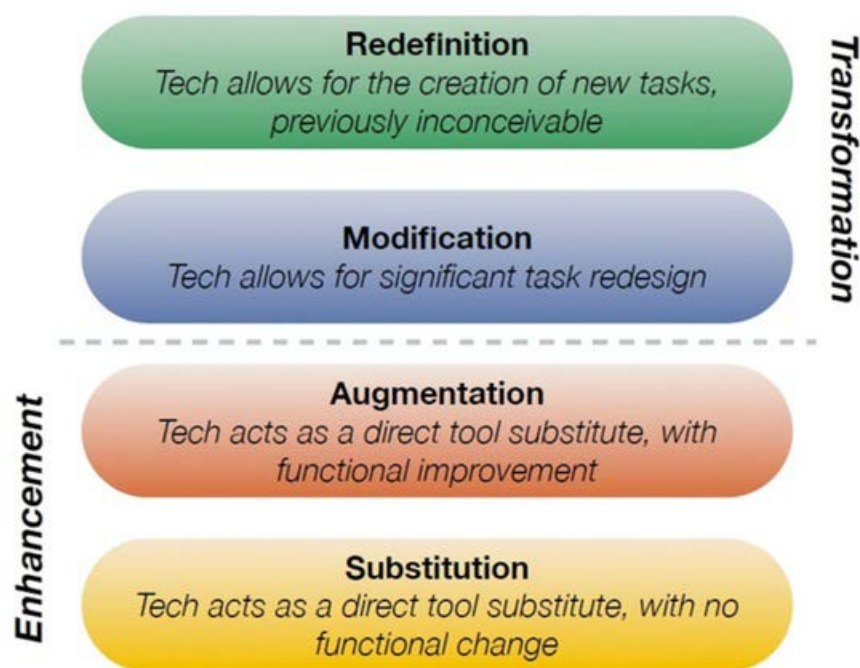 Redefinition
Tech allows for the creation of new tasks,
previously inconceivable
Transformation
Modification
Tech allows for significant task redesign
Augmentation
Tech acts as a direct tool substitute, with
functional improvement
Enhancement
Substitution
Tech acts as a direct tool substitute, with no
functional change